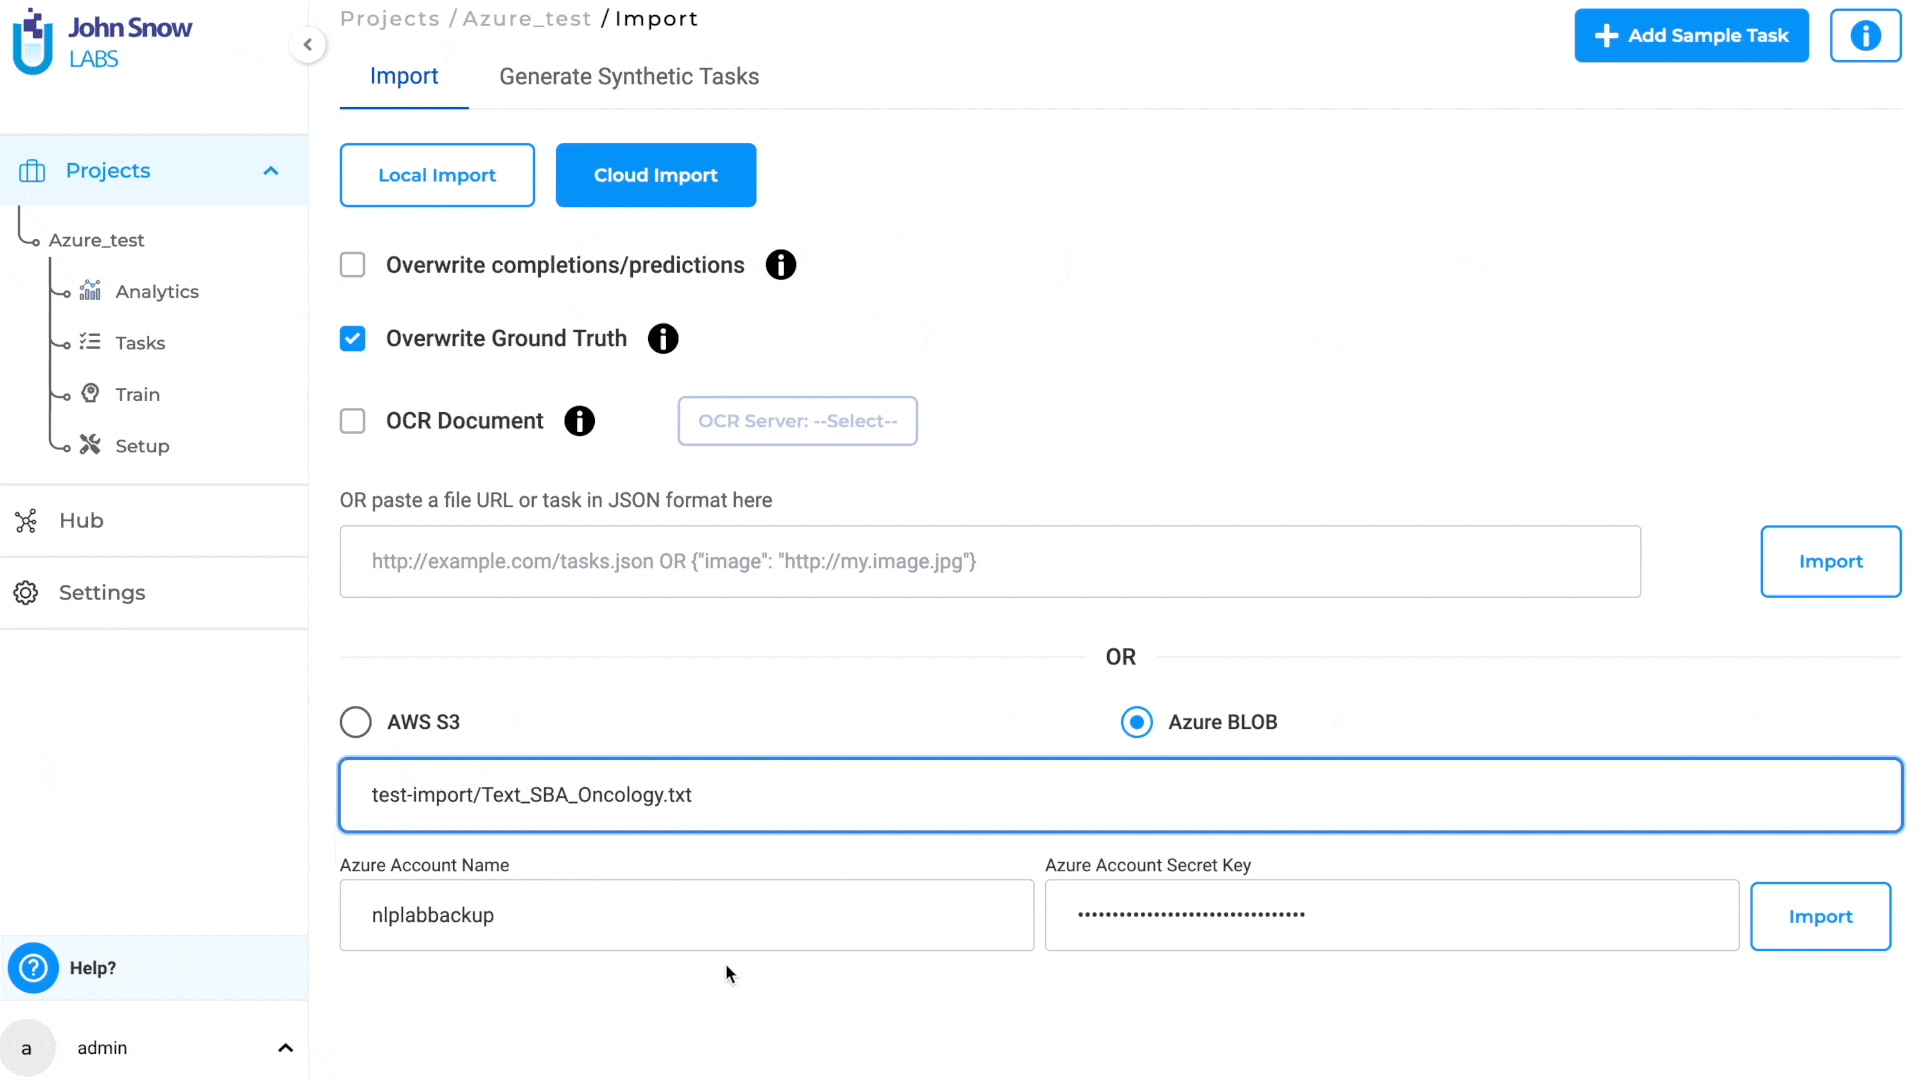 John Snow
LABS
Projects / Azure_test / Import
Add Sample Task
Import
Generate Synthetic Tasks
Projects
Azure_test
Analytics
Tasks
Train
Setup
Hub
Settings
Local Import
Cloud Import
Overwrite completions/predictions
Overwrite Ground Truth
OCR Document
OCR Server: --Select--
OR paste a file URL or task in JSON format here
http://example.com/tasks.json OR {"image": "http://my.image.jpg"}
Import
OR
AWS S3
Azure BLOB
test-import/Text_SBA_Oncology.txt
Azure Account Name
Azure Account Secret Key
nlplabbackup
•••••••••••••••••••••••••••••••••
Import
Help?
a
admin